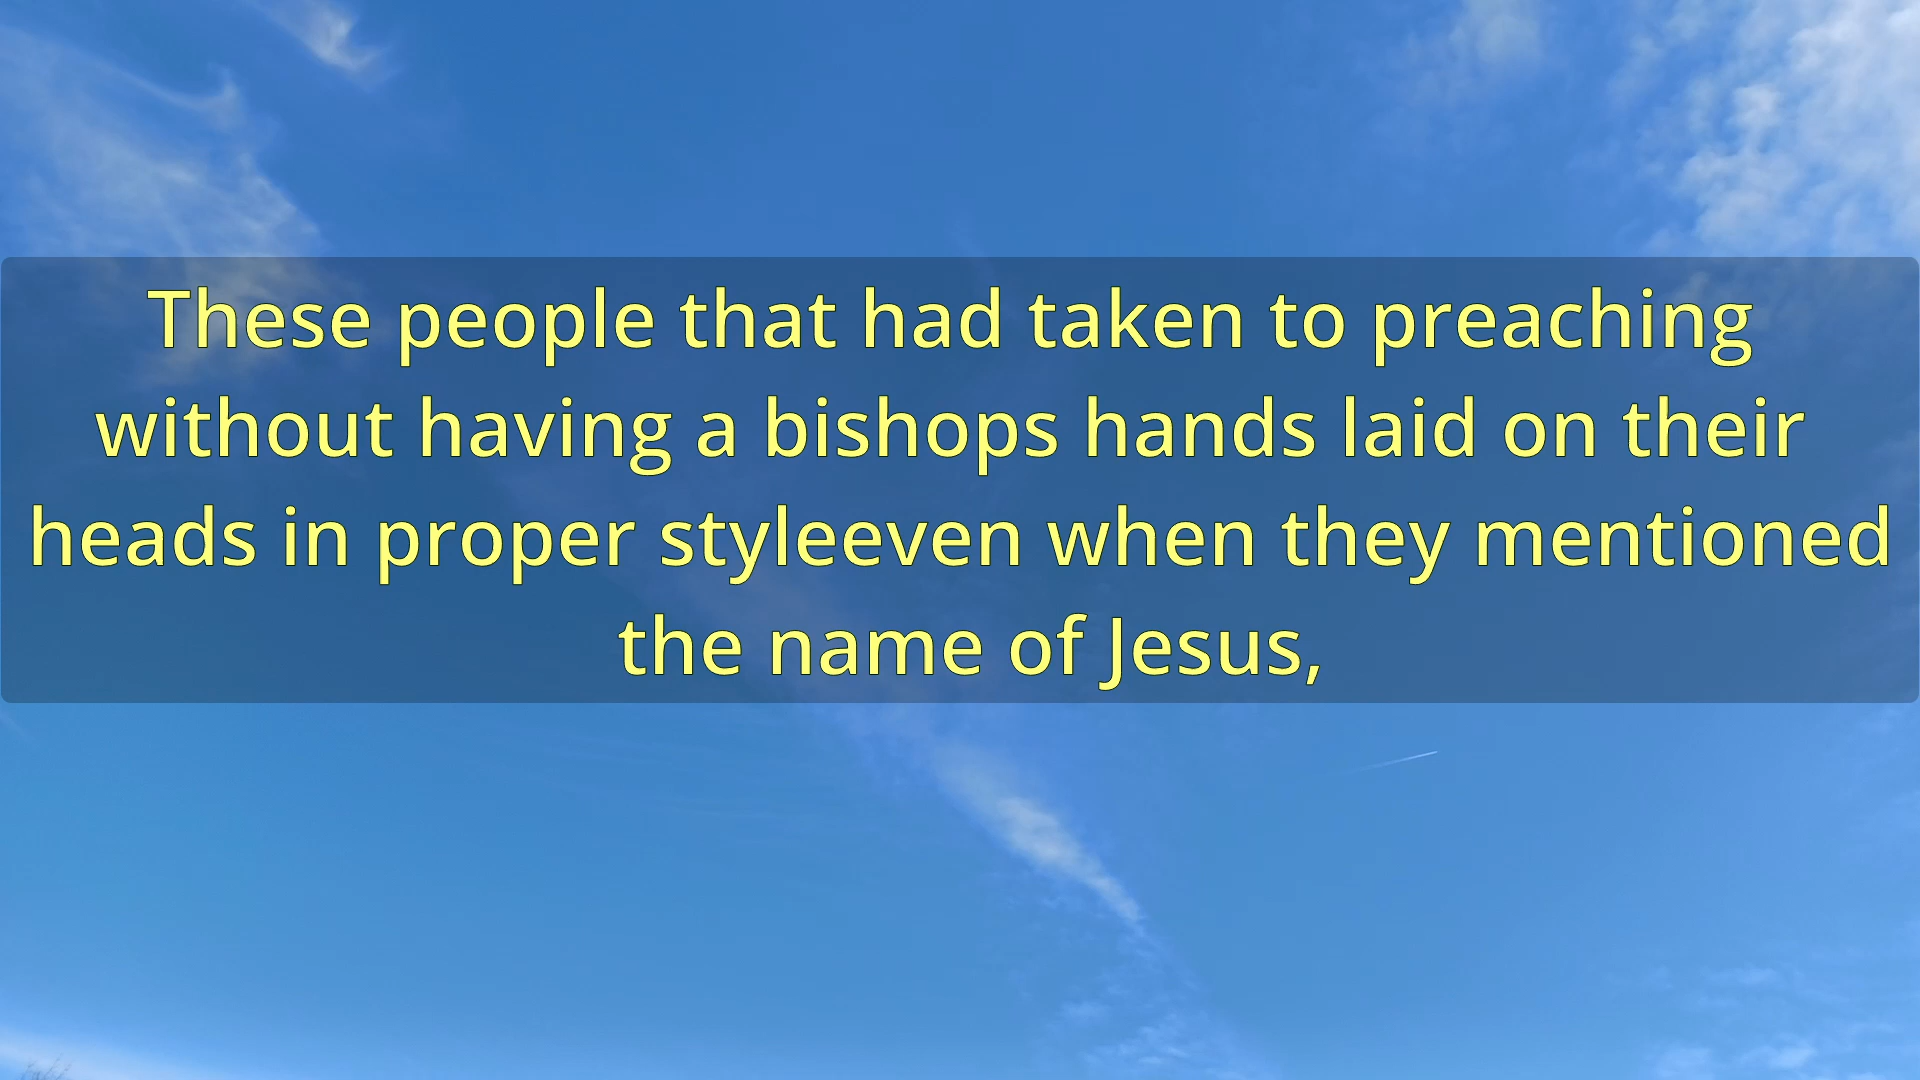 These people that had taken to preaching
without having a bishops hands laid on their
heads in proper styleeven when they mentioned
the name of Jesus,